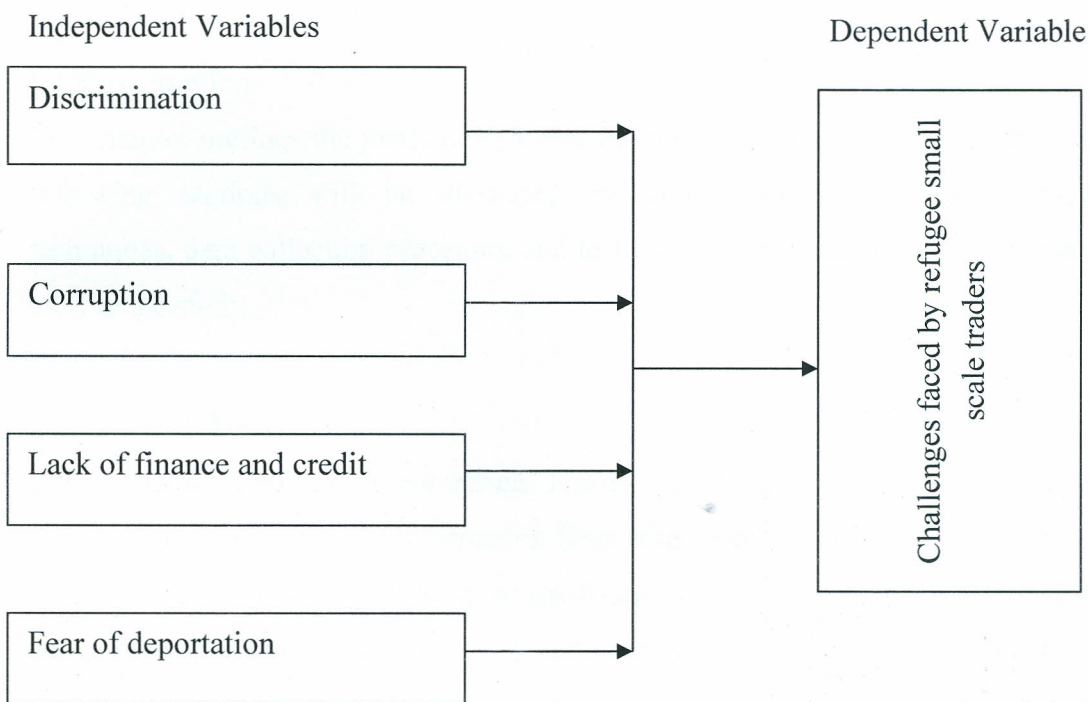 Independent Variables
Dependent Variable
Discrimination
Corruption
Lack of finance and credit
Fear of deportation
Challenges faced by refugee small
scale traders